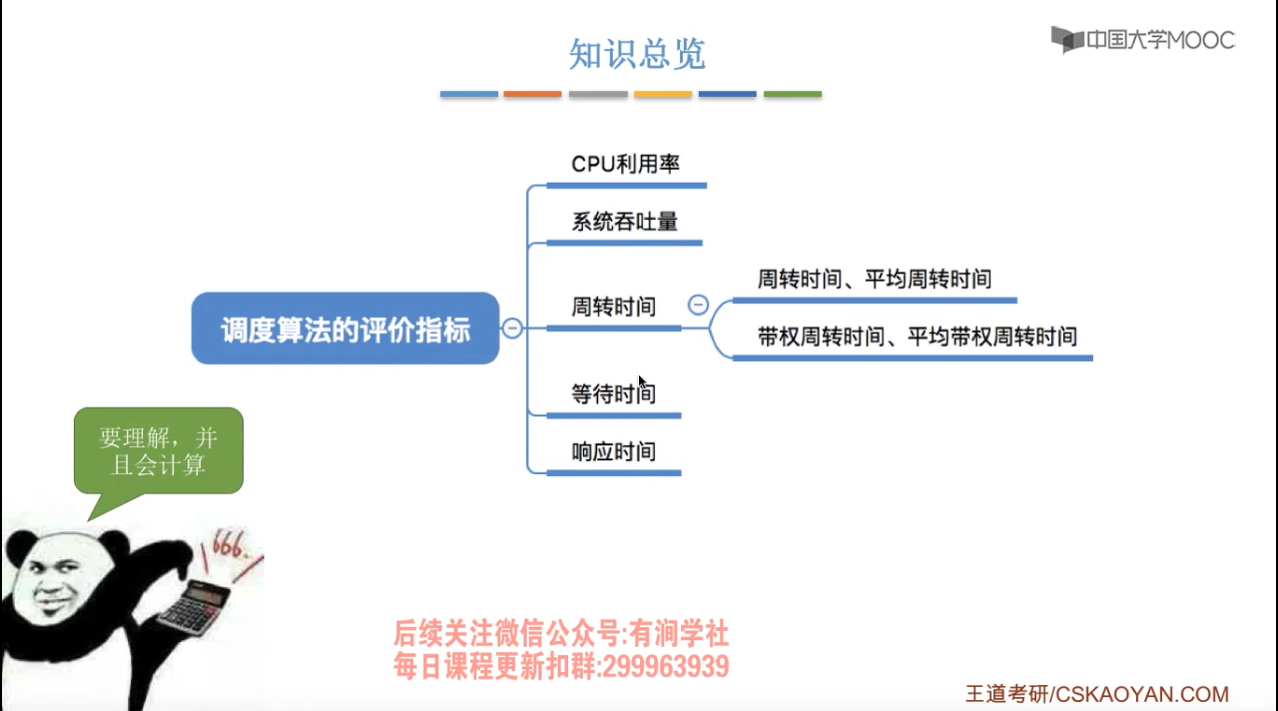 知识总览
中国大学MOOC
CPU利用率
系统吞吐量
周转时间
周转时间、平均周转时间
带权周转时间、平均带权周转时间
调度算法的评价指标
等待时间
响应时间
要理解，并
且会计算
666.
后续关注微信公众号:有涧学社
每日课程更新扣群:299963939
王道考研/CSKAOYAN.COM